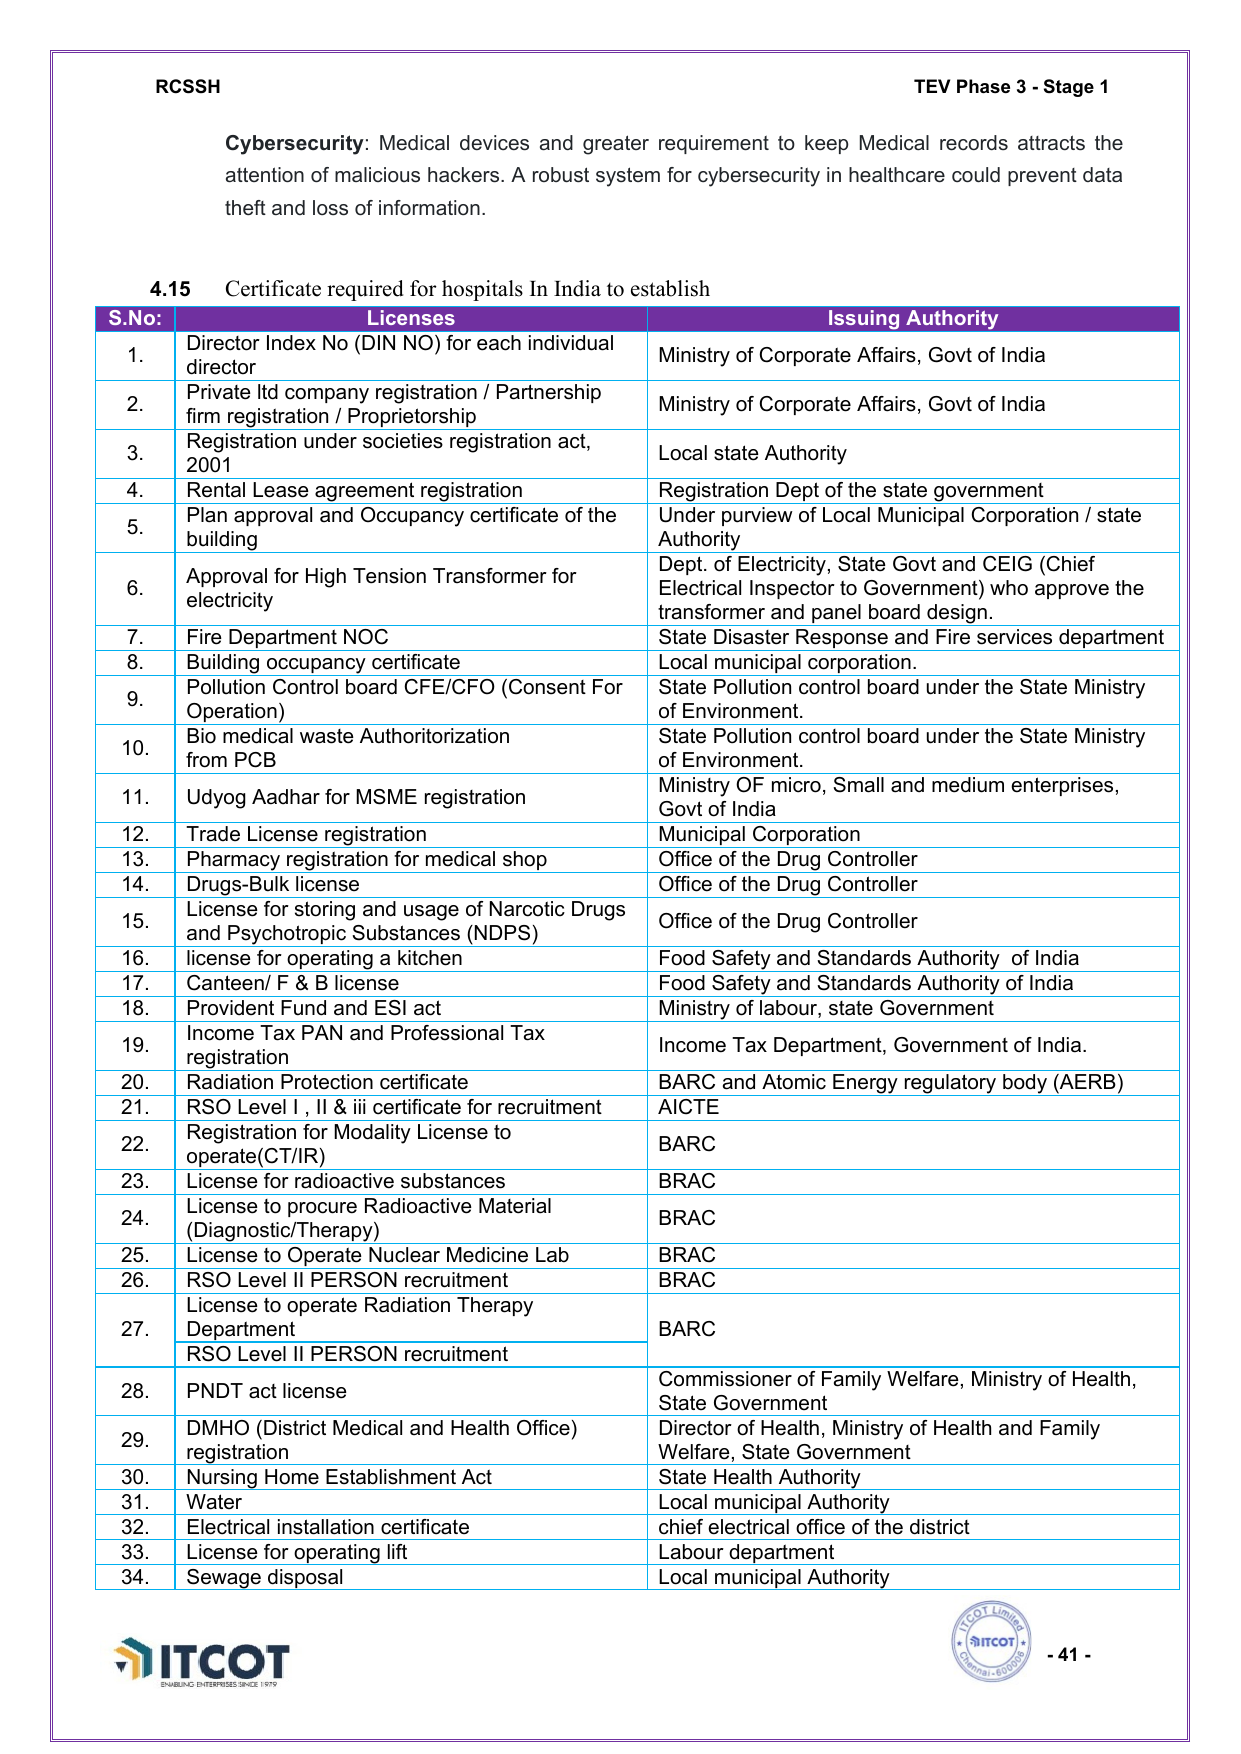 RCSSH TEV Phase 3 - Stage 1
Cybersecurity: Medical devices and greater requirement to keep Medical records attracts the
attention of malicious hackers. A robust system for cybersecurity in healthcare could prevent data
theft and loss of information.
4.15 Certificate required for hospitals In India to establish
S.No: Licenses Issuing Authority
1. Director Index No (DIN NO) for each individual
director
Ministry of Corporate Affairs, Govt of India
2. Private ltd company registration / Partnership
firm registration / Proprietorship
Ministry of Corporate Affairs, Govt of India
3. Registration under societies registration act,
2001
Local state Authority
4. Rental Lease agreement registration Registration Dept of the state government
5. Plan approval and Occupancy certificate of the
building
Under purview of Local Municipal Corporation / state
Authority
6. Approval for High Tension Transformer for
electricity
Dept. of Electricity, State Govt and CEIG (Chief
Electrical Inspector to Government) who approve the
transformer and panel board design.
7. Fire Department NOC State Disaster Response and Fire services department
8. Building occupancy certificate Local municipal corporation.
9. Pollution Control board CFE/CFO (Consent For
Operation)
State Pollution control board under the State Ministry
of Environment.
10. Bio medical waste Authoritorization
from PCB
State Pollution control board under the State Ministry
of Environment.
11. Udyog Aadhar for MSME registration
Ministry OF micro, Small and medium enterprises,
Govt of India
12. Trade License registration Municipal Corporation
13. Pharmacy registration for medical shop Office of the Drug Controller
14. Drugs-Bulk license Office of the Drug Controller
15. License for storing and usage of Narcotic Drugs
and Psychotropic Substances (NDPS)
Office of the Drug Controller
16. license for operating a kitchen Food Safety and Standards Authority of India
17. Canteen/ F & B license Food Safety and Standards Authority of India
18. Provident Fund and ESI act Ministry of labour, state Government
19. Income Tax PAN and Professional Tax
registration
Income Tax Department, Government of India.
20. Radiation Protection certificate BARC and Atomic Energy regulatory body (AERB)
21. RSO Level I , II & iii certificate for recruitment AICTE
22. Registration for Modality License to
operate(CT/IR)
BARC
23. License for radioactive substances BRAC
24. License to procure Radioactive Material
(Diagnostic/Therapy)
BRAC
25. License to Operate Nuclear Medicine Lab BRAC
26. RSO Level II PERSON recruitment BRAC
27. License to operate Radiation Therapy
Department
RSO Level II PERSON recruitment
BARC
28. PNDT act license
Commissioner of Family Welfare, Ministry of Health,
State Government
29. DMHO (District Medical and Health Office)
registration
Director of Health, Ministry of Health and Family
Welfare, State Government
30. Nursing Home Establishment Act State Health Authority
31. Water Local municipal Authority
32. Electrical installation certificate chief electrical office of the district
33. License for operating lift Labour department
34. Sewage disposal Local municipal Authority
ITCOT
ENABLING ENTERPRISES SINCE 1979
ITCOT Limited
ITCOT
Chennai-600006
- 41 -